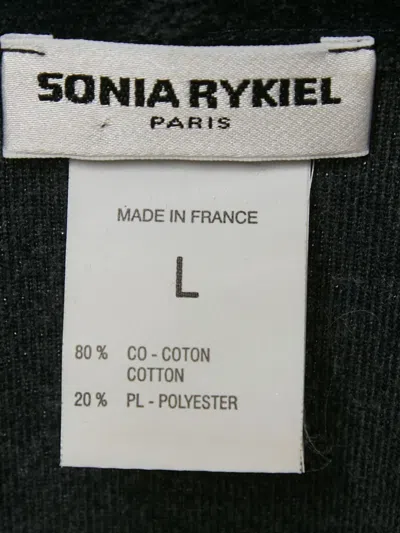 SONIA RYKIEL
PARIS
MADE IN FRANCE
L
80 % CO - COTON
COTTON
20 % PL - POLYESTER